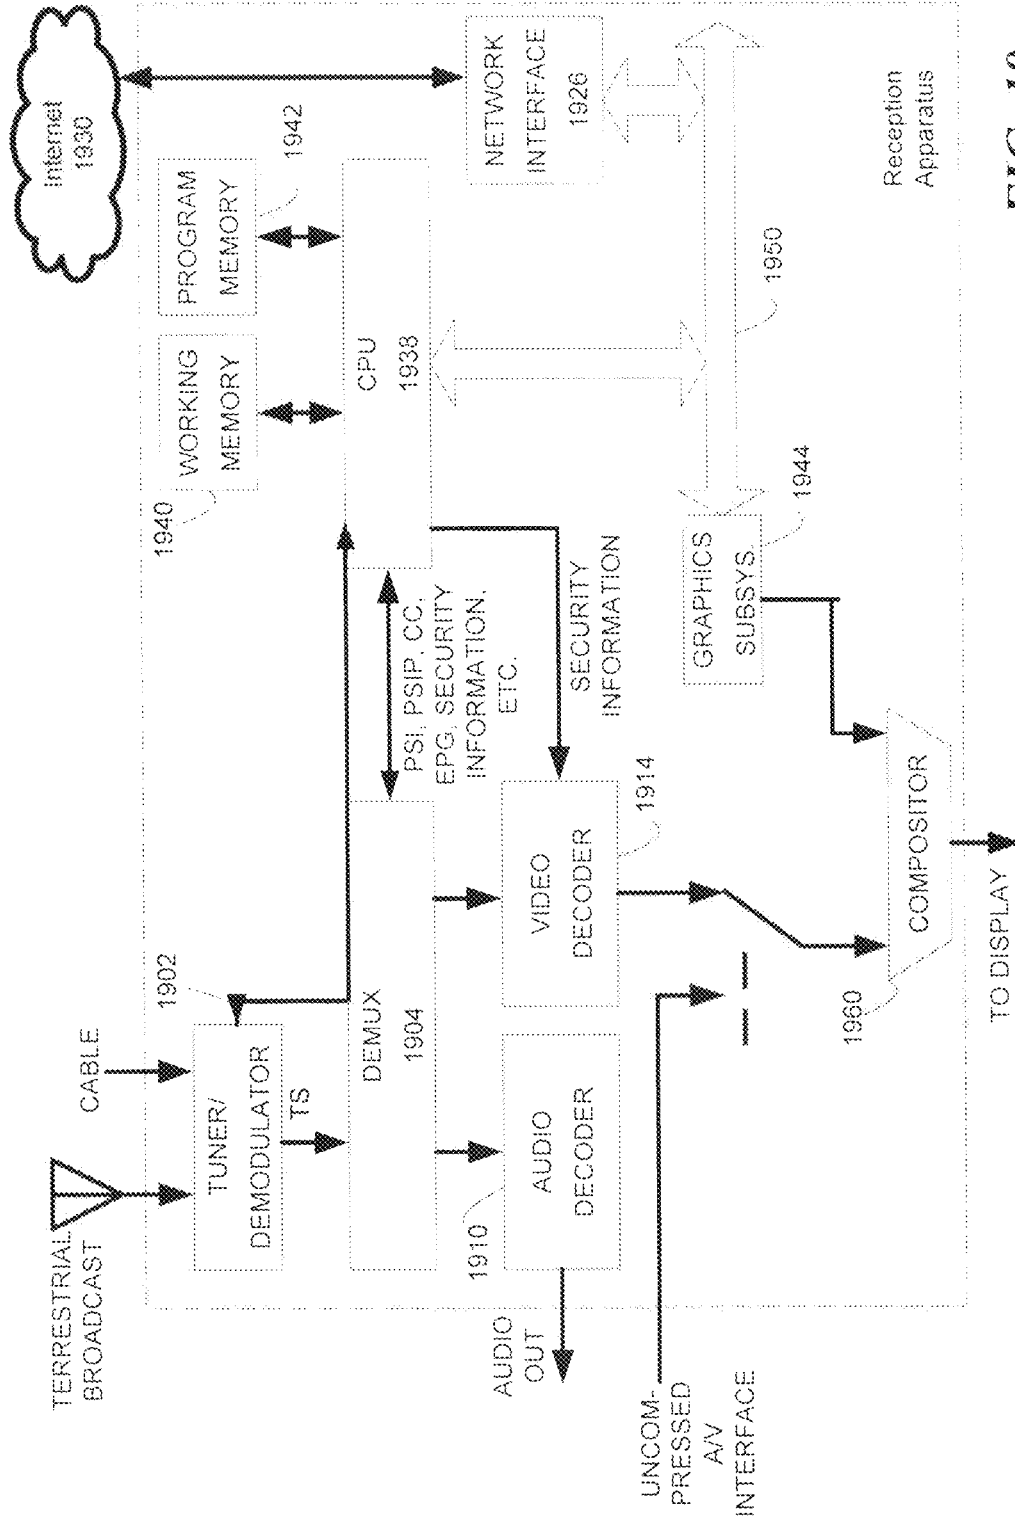 TERRESTRIAL
BROADCAST
CABLE
1902
TUNER/
DEMODULATOR
TS
DEMUX
1904
AUDIO
OUT
1910
AUDIO
DECODER
VIDEO
DECODER
1914
UNCOM-
PRESSED
A/V
INTERFACE
PSI, PSIP, CC,
EPG, SECURITY
INFORMATION,
ETC.
SECURITY
INFORMATION
1940
WORKING
MEMORY
PROGRAM
MEMORY
1942
CPU
1938
Internet
1930
NETWORK
INTERFACE
1926
1950
GRAPHICS
SUBSYS.
1944
1960
COMPOSITOR
TO DISPLAY
Reception
Apparatus